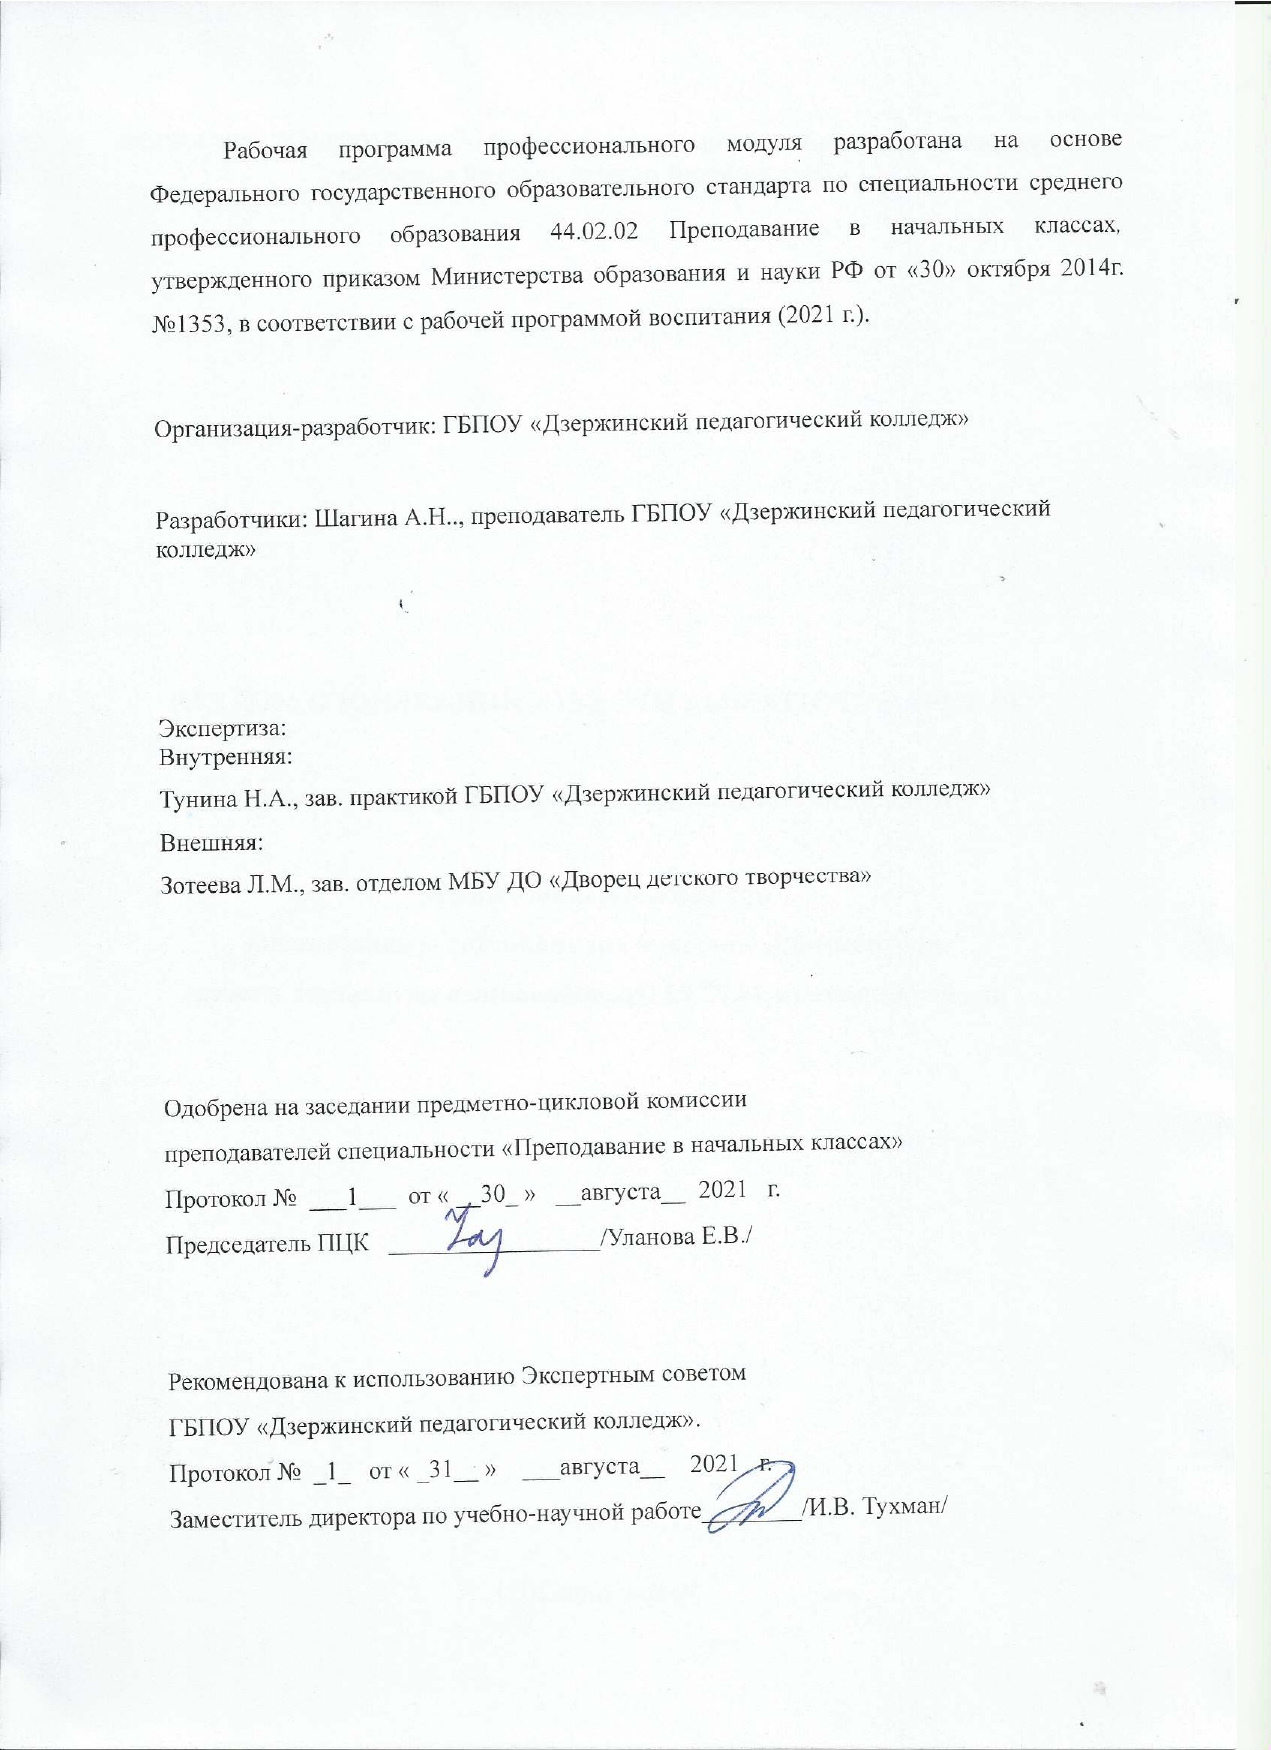 Рабочая программа профессионального модуля разработана на основе
Федерального государственного образовательного стандарта по специальности среднего
профессионального образования 44.02.02 Преподавание в начальных классах,
утвержденного приказом Министерства образования и науки РФ от «30» октября 2014г.
№1353, в соответствии с рабочей программой воспитания (2021 г.).
Организация-разработчик: ГБПОУ «Дзержинский педагогический колледж»
Разработчики: Шагина А.Н.., преподаватель ГБПОУ «Дзержинский педагогический
колледж»
Экспертиза:
Внутренняя:
Тунина Н.А., зав. практикой ГБПОУ «Дзержинский педагогический колледж»
Внешняя:
Зотеева Л.М., зав. отделом МБУ ДО «Дворец детского творчества»
Одобрена на заседании предметно-цикловой комиссии
преподавателей специальности «Преподавание в начальных классах»
Протокол № ___1___ от « __30_ » __августа__ 2021 г.
Председатель ПЦК _________________/Уланова Е.В./
Рекомендована к использованию Экспертным советом
ГБПОУ «Дзержинский педагогический колледж».
Протокол № _1_ от « _31__ » ___августа__ 2021 г.
Заместитель директора по учебно-научной работе________/И.В. Тухман/